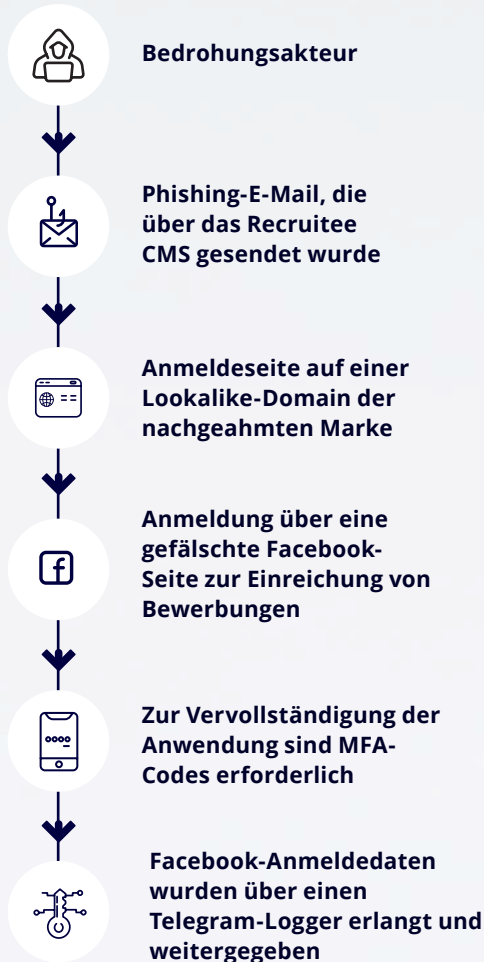 Bedrohungsakteur
Phishing-E-Mail, die
über das Recruitee
CMS gesendet wurde
Anmeldeseite auf einer
Lookalike-Domain der
nachgeahmten Marke
Anmeldung über eine
gefälschte Facebook-
Seite zur Einreichung von
Bewerbungen
Zur Vervollständigung der
Anwendung sind MFA-
Codes erforderlich
Facebook-Anmeldedaten
wurden über einen
Telegram-Logger erlangt und
weitergegeben